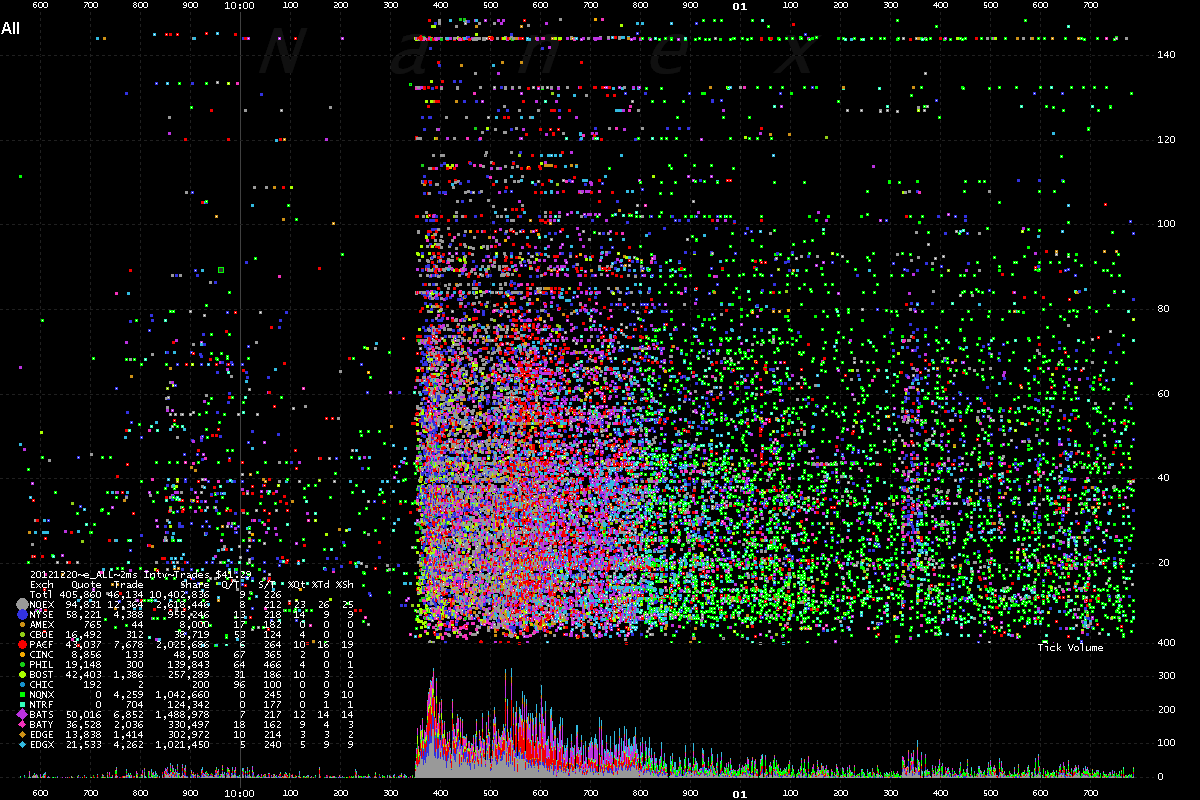 600 700 800 900 10:00 100 200 300 400 500 600 700 800 900 01 100 200 300 400 500 600 700
All
N a n e x
140
120
100
80
60
40
20
20121220~e_ALL~2ms Intv~Trades $41.29
Exch Quote Trade Share Q/T S/T %Qt %Td %Sh
Totl 405,860 46,134 10,402,836 9 226
NQEX 94,831 12,364 2,618,446 8 212 23 26 25
NYSE 58,221 4,388 955,246 13 218 14 9 9
AMEX 765 44 8,000 17 182 0 0 0
CBOE 16,492 312 38,719 53 124 4 0 0
PACF 43,037 7,678 2,025,686 6 264 10 16 19
CINC 8,856 133 48,508 67 365 2 0 0
PHIL 19,148 300 139,843 64 466 4 0 1
BOST 42,403 1,386 257,289 31 186 10 3 2
CHIC 192 2 200 96 100 0 0 0
NQNX 0 4,259 1,042,660 0 245 0 9 10
NTRF 0 704 124,342 0 177 0 1 1
BATS 50,016 6,852 1,488,978 7 217 12 14 14
BATY 36,528 2,036 330,497 18 162 9 4 3
EDGE 13,838 1,414 302,972 10 214 3 3 2
EDGX 21,533 4,262 1,021,450 5 240 5 9 9
400
Tick Volume
300
200
100
0
600 700 800 900 10:00 100 200 300 400 500 600 700 800 900 01 100 200 300 400 500 600 700